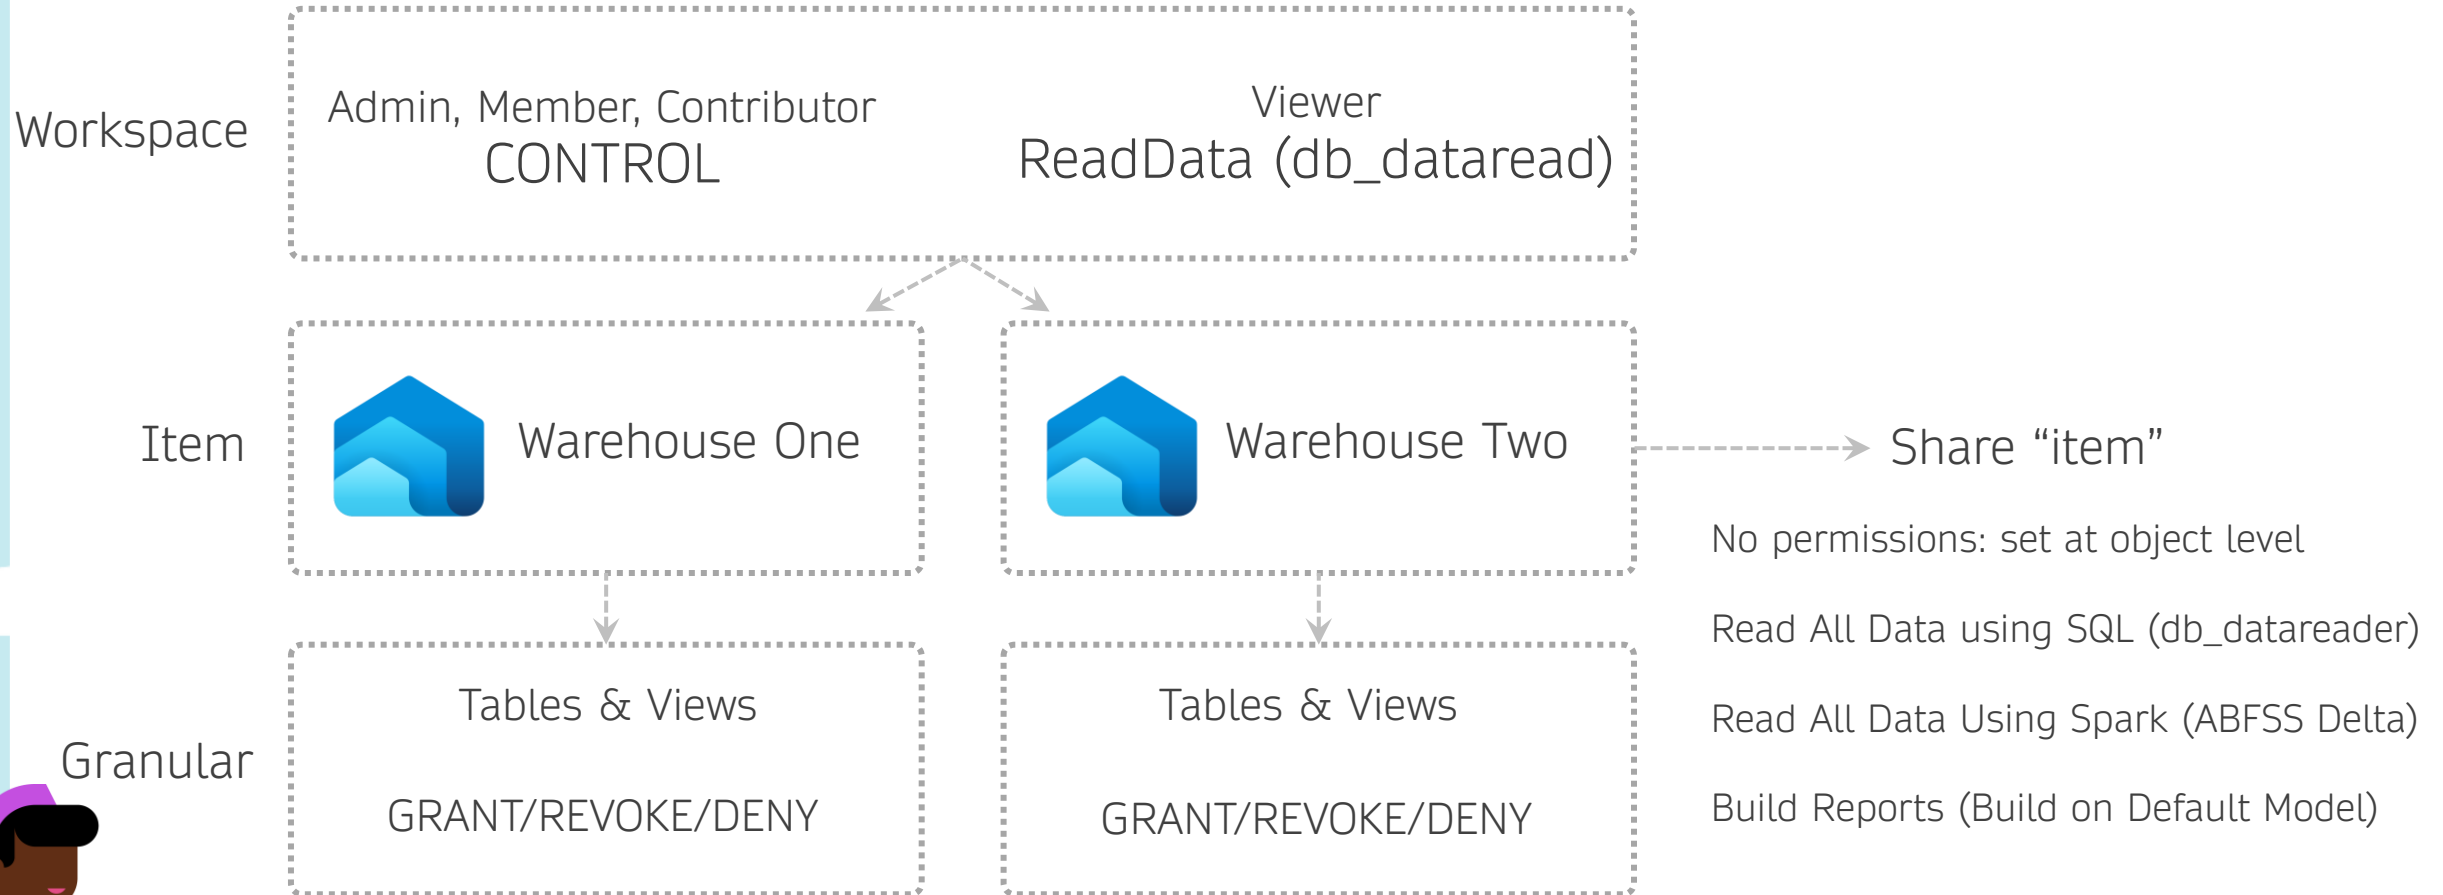 Workspace
Admin, Member, Contributor
CONTROL
Viewer
ReadData (db_dataread)
Item
Warehouse One
Warehouse Two
Share “item”
No permissions: set at object level
Read All Data using SQL (db_datareader)
Read All Data Using Spark (ABFSS Delta)
Build Reports (Build on Default Model)
Granular
Tables & Views
GRANT/REVOKE/DENY
Tables & Views
GRANT/REVOKE/DENY